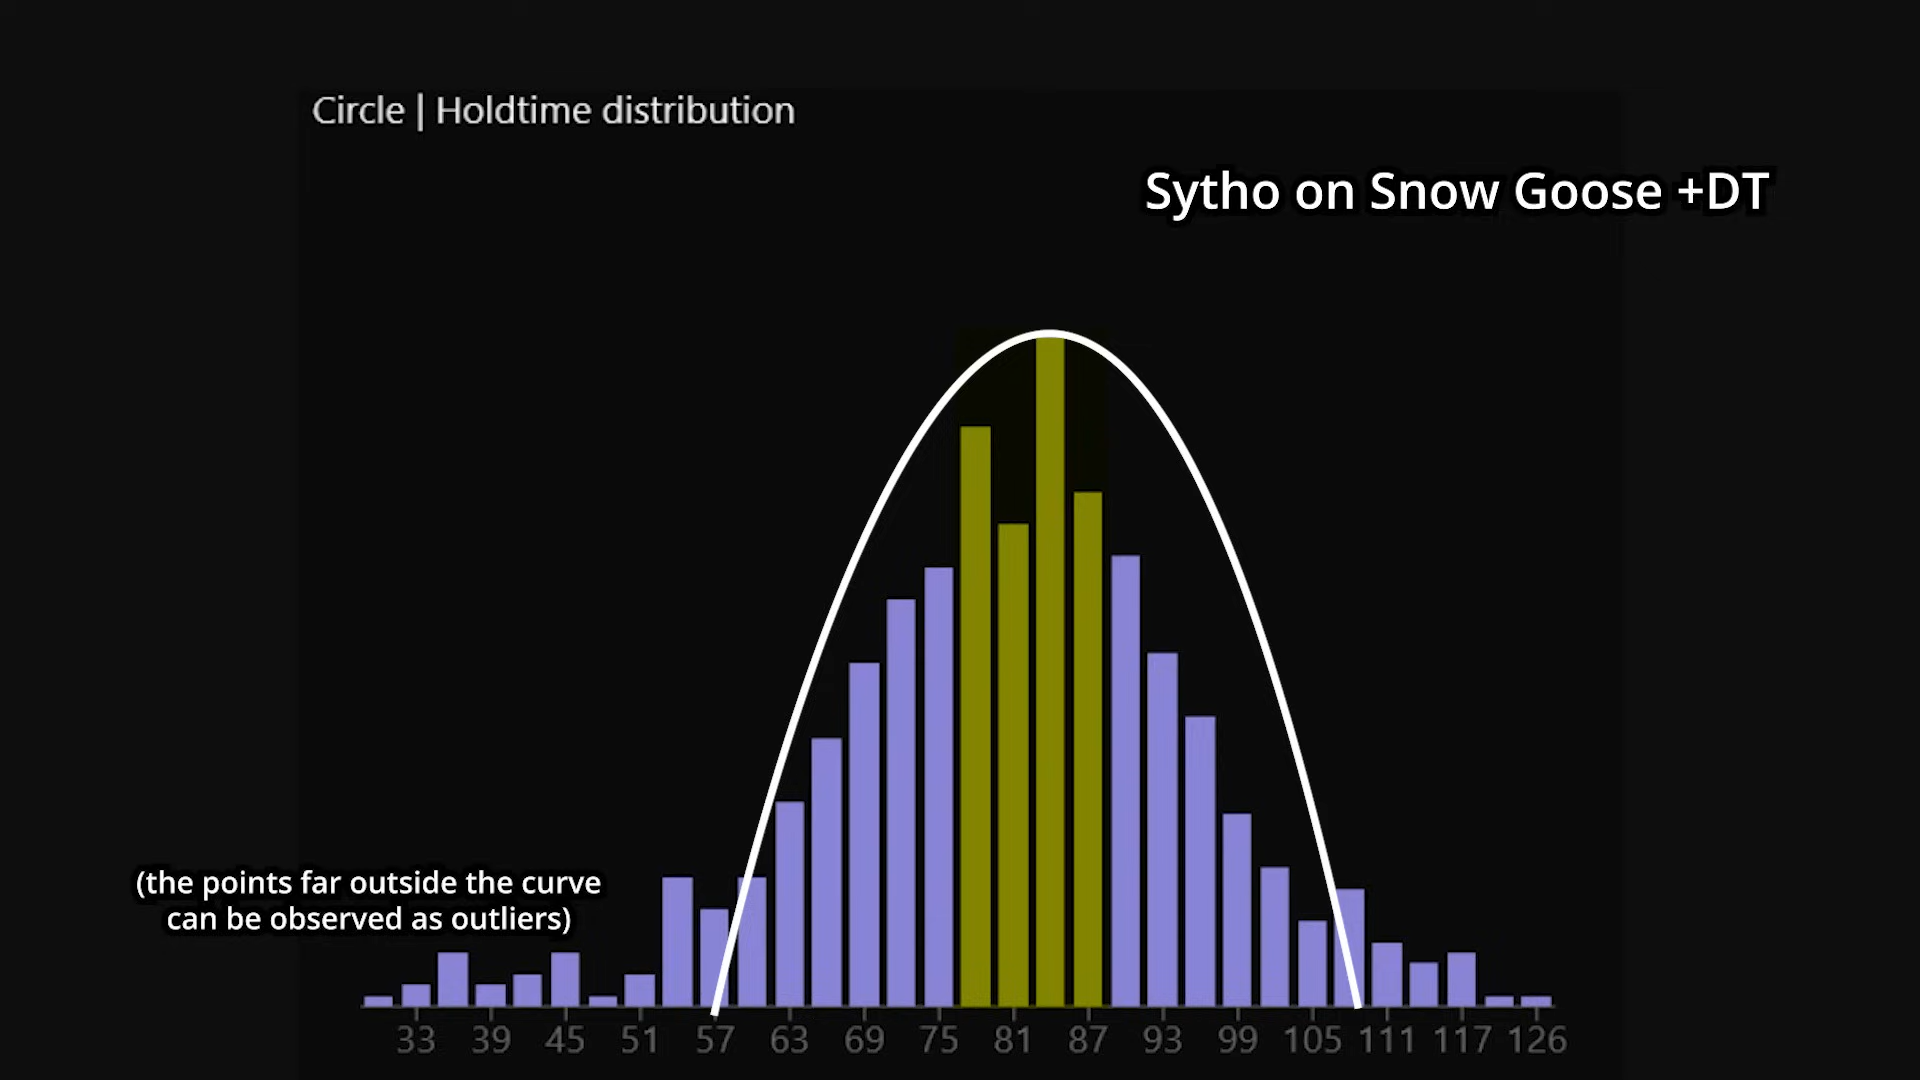 Circle | Holdtime distribution
Sytho on Snow Goose +DT
(the points far outside the curve
can be observed as outliers)
33 39 45 51 57 63 69 75 81 87 93 99 105 111 117 126